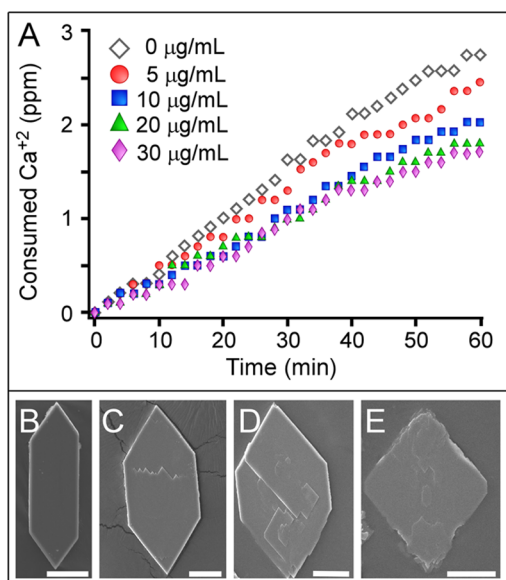 A
Consumed Ca⁺² (ppm)
3
2
1
0
0 μg/mL
5 μg/mL
10 μg/mL
20 μg/mL
30 μg/mL
0 10 20 30 40 50 60
Time (min)
B C D E